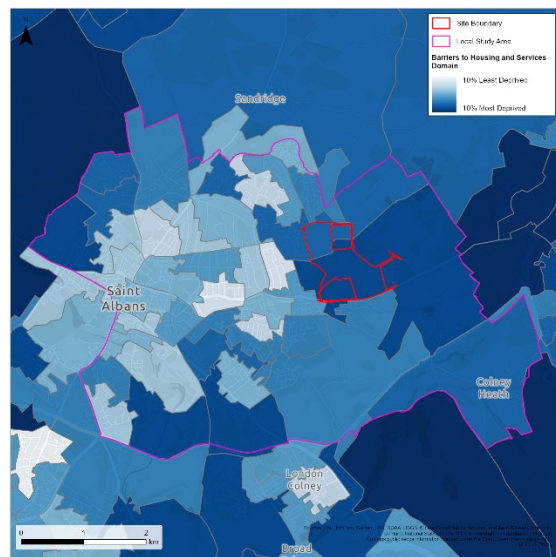 N
Site Boundary
Local Study Area
Barriers to Housing and Services
Domain
10% Least Deprived
10% Most Deprived
Sandridge
Saint
Albans
Colney
Heath
London
Colney
0 1 2
km